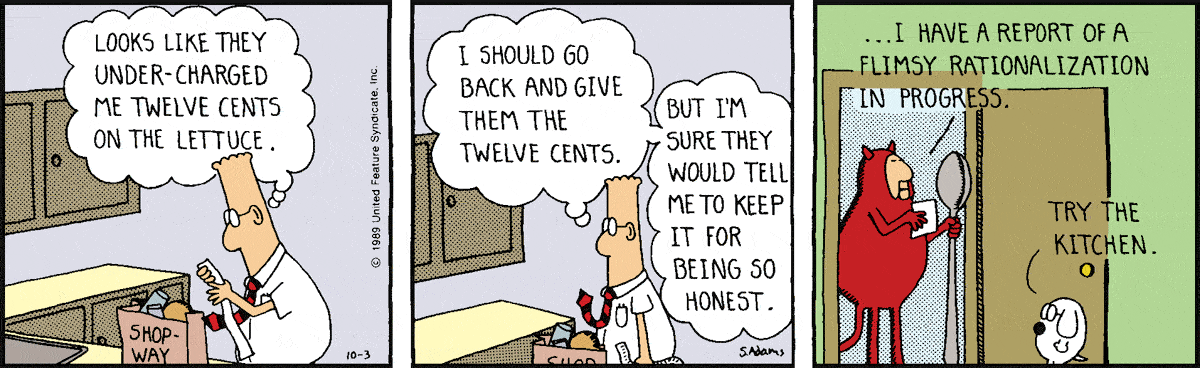 LOOKS LIKE THEY
UNDER-CHARGED
ME TWELVE CENTS
ON THE LETTUCE.
© 1989 United Feature Syndicate, Inc.
SHOP-
WAY
10-3
I SHOULD GO
BACK AND GIVE
THEM THE
TWELVE CENTS.
BUT I'M
SURE THEY
WOULD TELL
ME TO KEEP
IT FOR
BEING SO
HONEST.
SHOP
S.Adams
...I HAVE A REPORT OF A
FLIMSY RATIONALIZATION
IN PROGRESS.
TRY THE
KITCHEN.